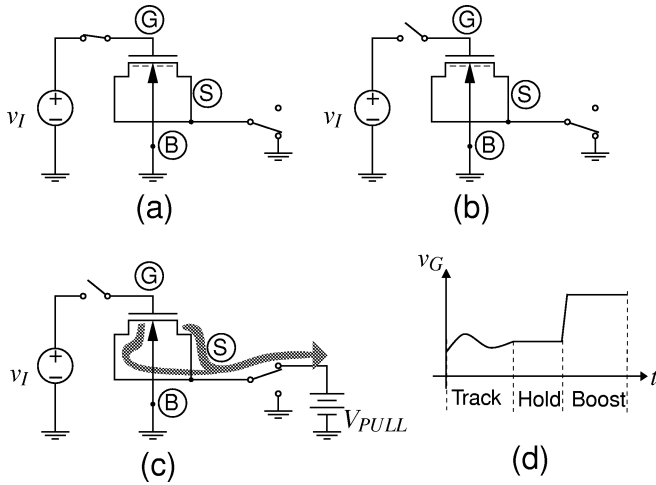 G
S
B
v_I
+
−
(a)
G
S
B
v_I
+
−
(b)
G
S
B
v_I
+
−
V_PULL
(c)
v_G
t
Track Hold Boost
(d)